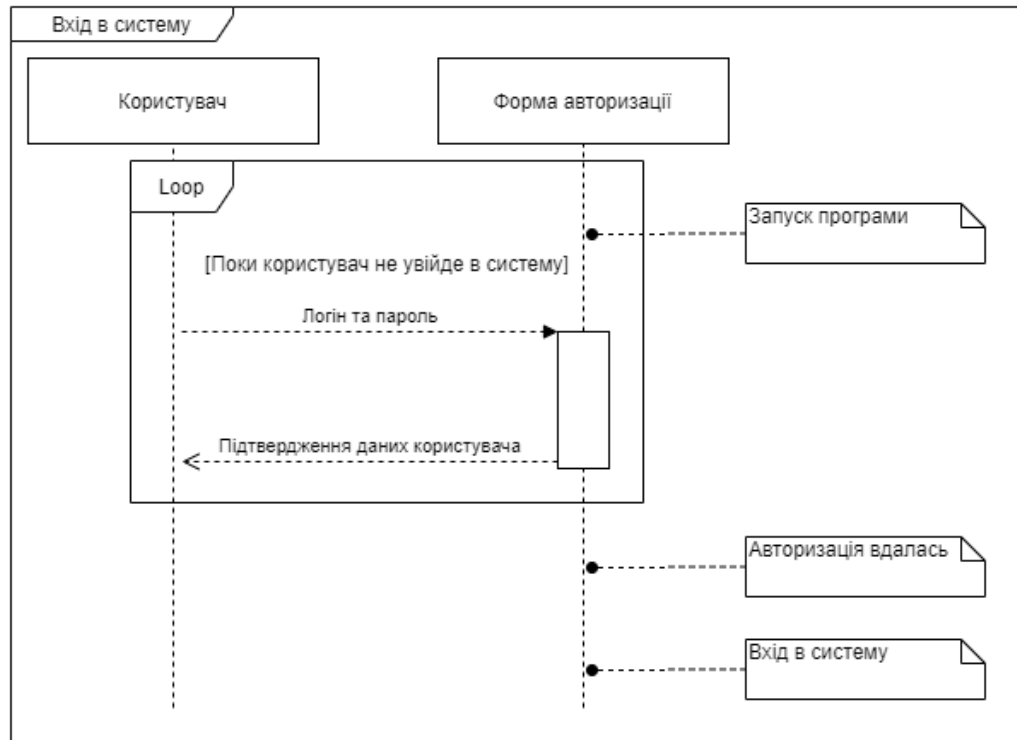 Вхід в систему
Користувач
Форма авторизації
Loop
Запуск програми
[Поки користувач не увійде в систему]
Логін та пароль
Підтвердження даних користувача
Авторизація вдалась
Вхід в систему